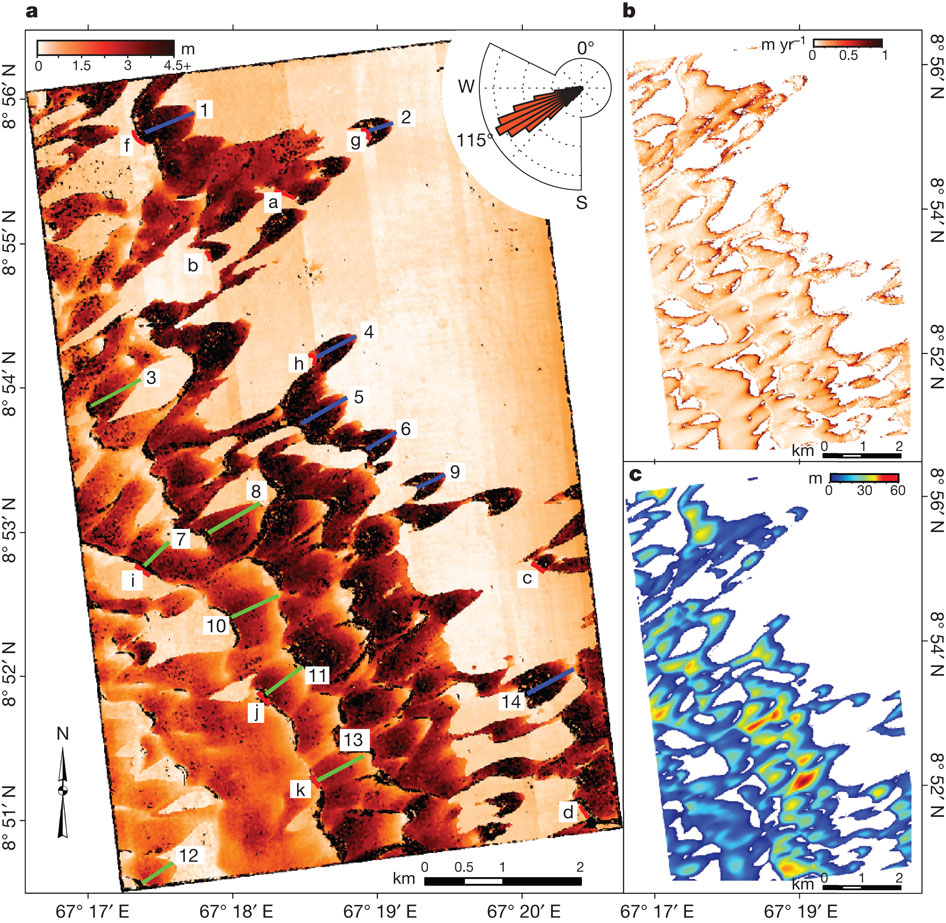 a
m
0 1.5 3 4.5+
0°
W
115°
S
8° 56′ N
8° 55′ N
8° 54′ N
8° 53′ N
8° 52′ N
8° 51′ N
1
2
f
g
a
b
4
h
3
5
6
9
8
7
i
c
10
11
j
14
13
k
d
12
N
km
0 0.5 1 2
67° 17′ E 67° 18′ E 67° 19′ E 67° 20′ E
b
m yr–1
0 0.5 1
8° 56′ N
8° 54′ N
8° 52′ N
km 0 1 2
c
m
0 30 60
8° 56′ N
8° 54′ N
8° 52′ N
km 0 1 2
67° 17′ E 67° 19′ E